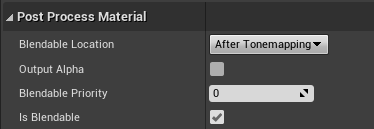 Post Process Material
Blendable Location After Tonemapping
Output Alpha
Blendable Priority 0
Is Blendable